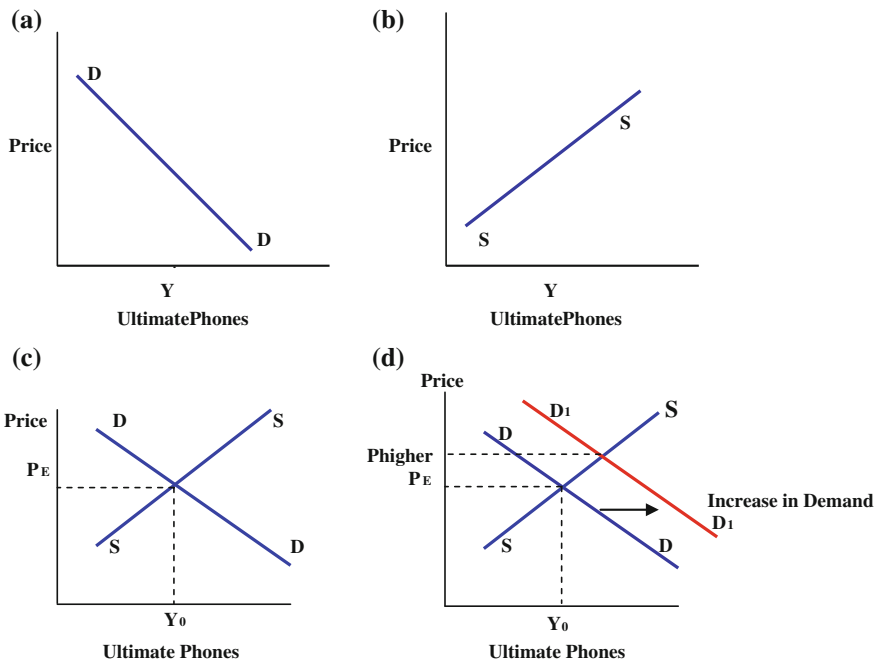 (a)
D
Price
D
Y
UltimatePhones
(b)
S
Price
S
Y
UltimatePhones
(c)
Price
D
S
PE
S
D
Y0
Ultimate Phones
(d)
Price
D1
S
D
Phigher
PE
Increase in Demand
D1
S
D
Y0
Ultimate Phones